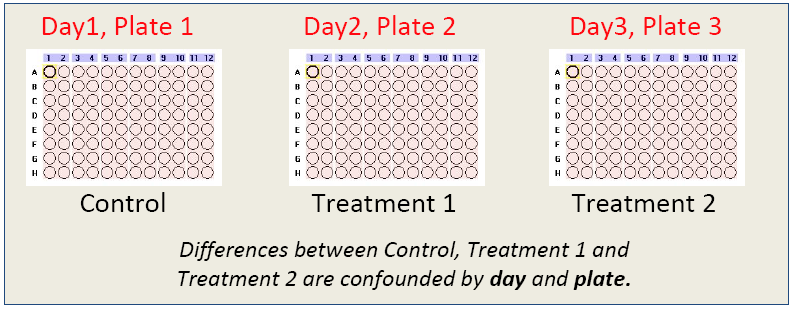 Day1, Plate 1 Day2, Plate 2 Day3, Plate 3
1 2 3 4 5 6 7 8 9 10 11 12 1 2 3 4 5 6 7 8 9 10 11 12 1 2 3 4 5 6 7 8 9 10 11 12
A A A
B B B
C C C
D D D
E E E
F F F
G G G
H H H
Control Treatment 1 Treatment 2
Differences between Control, Treatment 1 and
Treatment 2 are confounded by day and plate.